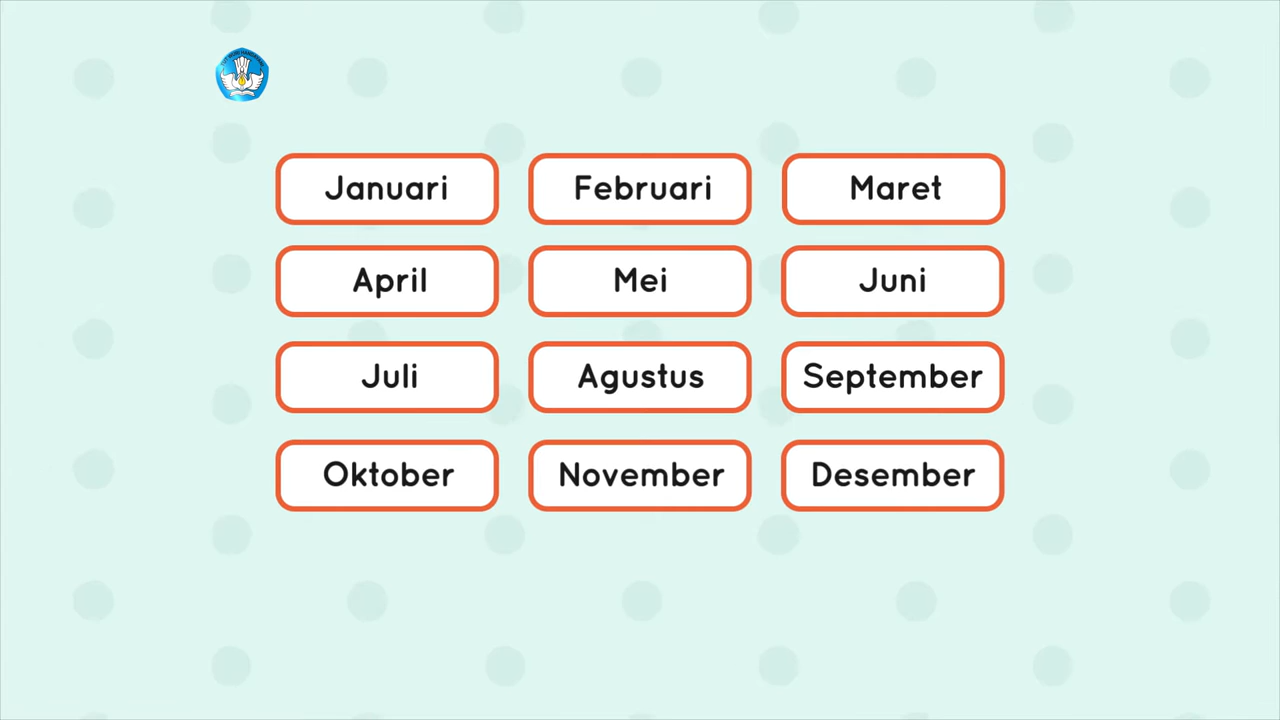 Januari
Februari
Maret
April
Mei
Juni
Juli
Agustus
September
Oktober
November
Desember